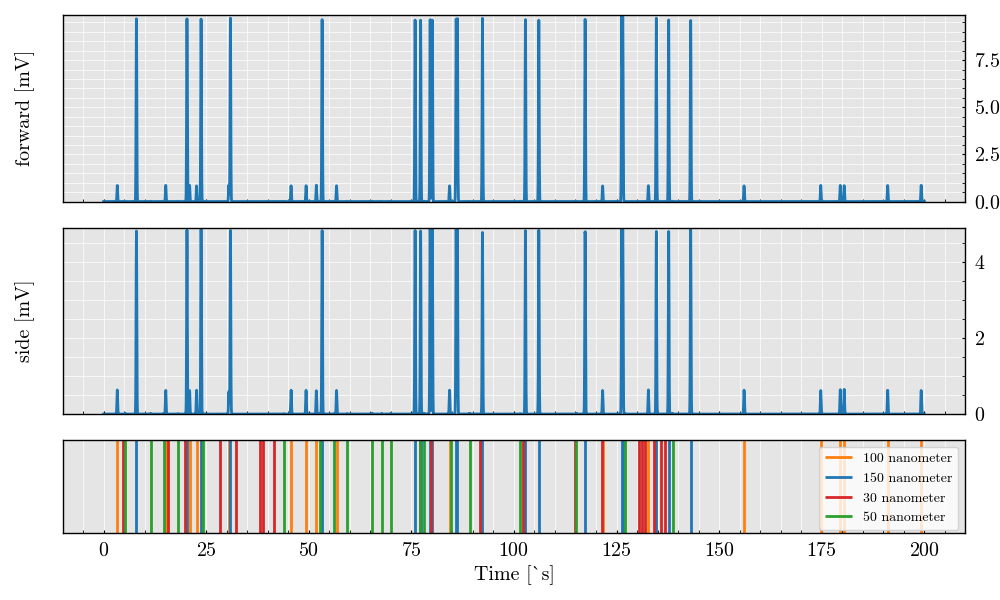 forward [mV]
7.5
5.0
2.5
0.0
side [mV]
4
2
0
100 nanometer
150 nanometer
30 nanometer
50 nanometer
0 25 50 75 100 125 150 175 200
Time [`s]